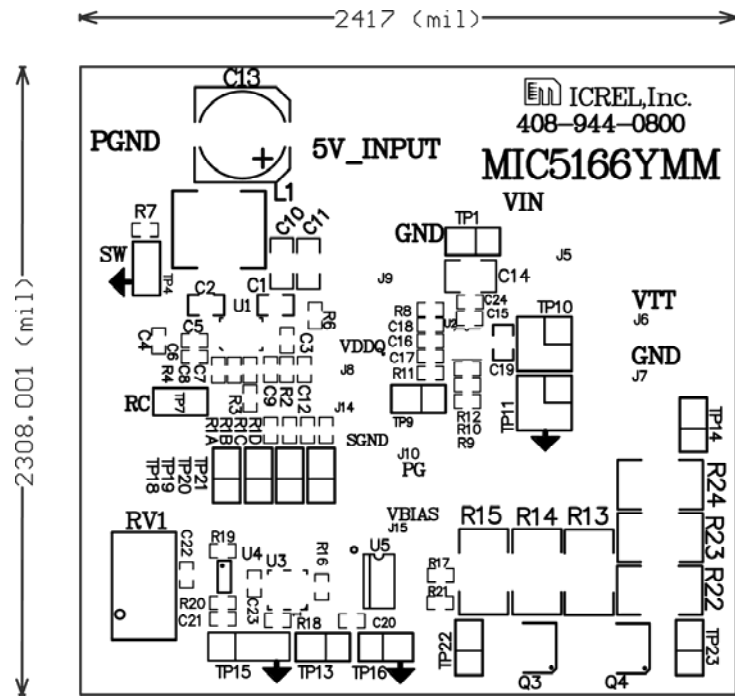 2417 (mil)
2308.001 (mil)
C13
ICREL,Inc.
408-944-0800
PGND
5V_INPUT
MIC5166YMM
L1
VIN
R7
C10
C11
TP1
GND
SW
TP4
J5
J9
C14
C2
C1
U1
R6
C24
TP10
VTT
R8
C15
J6
C18
U2
C4
C5
C3
VDDQ
C16
GND
C6
C17
C19
J7
R4
C8
C7
J8
R11
C9
R2
C12
RC
TP7
R3
J14
TP9
R12
R10
R9
TP11
TP14
R1A
R1B
R1C
R1D
SGND
J10
PG
TP18
TP19
TP20
TP21
R24
RV1
VBIAS
J15
R15
R14
R13
R23
C22
R19
U4
U3
R16
U5
R17
R22
R20
C23
R21
C21
R18
C20
TP15
TP13
TP16
TP22
Q3
Q4
TP23